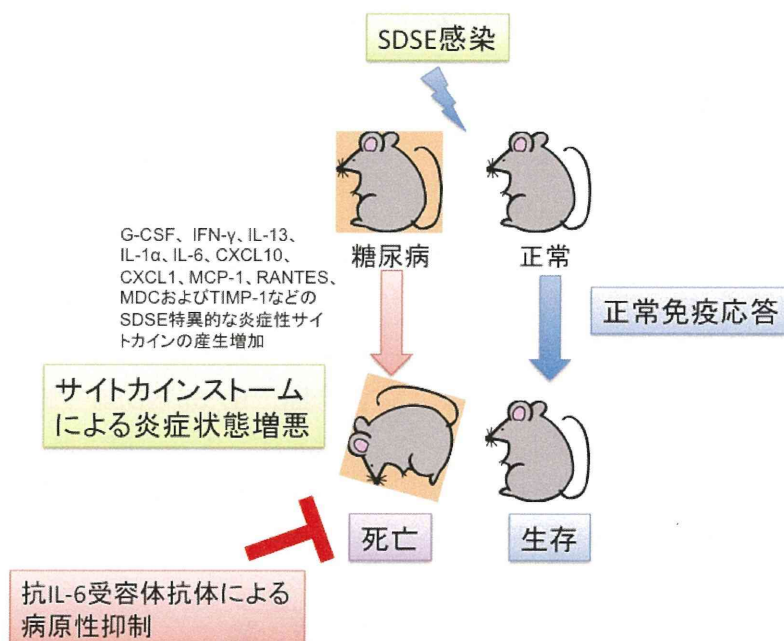 SDSE感染
糖尿病
正常
G-CSF、 IFN-γ、IL-13、
IL-1α、IL-6、CXCL10、
CXCL1、MCP-1、RANTES、
MDCおよびTIMP-1などの
SDSE特異的な炎症性サイ
トカインの産生増加
正常免疫応答
サイトカインストーム
による炎症状態増悪
死亡
生存
抗IL-6受容体抗体による
病原性抑制